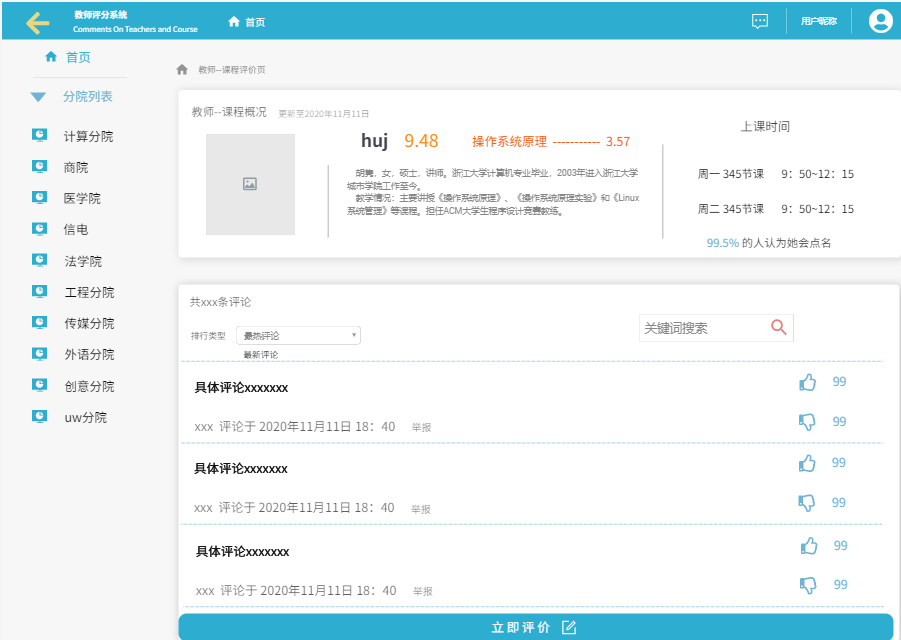 教师评分系统
Comments On Teachers and Course
首页
用户昵称
首页
分院列表
计算分院
商院
医学院
信电
法学院
工程分院
传媒分院
外语分院
创意分院
uw分院
教师--课程评价页
教师--课程概况 更新至2020年11月11日
huj 9.48 操作系统原理 ----------- 3.57
胡隽，女，硕士，讲师。浙江大学计算机专业毕业，2003年进入浙江大学
城市学院工作至今。
教学情况：主要讲授《操作系统原理》、《操作系统原理实验》和《Linux
系统管理》等课程。担任ACM大学生程序设计竞赛教练。
上课时间
周一 345节课 9：50~12：15
周二 345节课 9：50~12：15
99.5% 的人认为她会点名
共xxx条评论
排行类型 最热评论
最新评论
关键词搜索
具体评论xxxxxxx
99
xxx 评论于 2020年11月11日 18：40 举报
99
具体评论xxxxxxx
99
xxx 评论于 2020年11月11日 18：40 举报
99
具体评论xxxxxxx
99
xxx 评论于 2020年11月11日 18：40 举报
99
立即评价